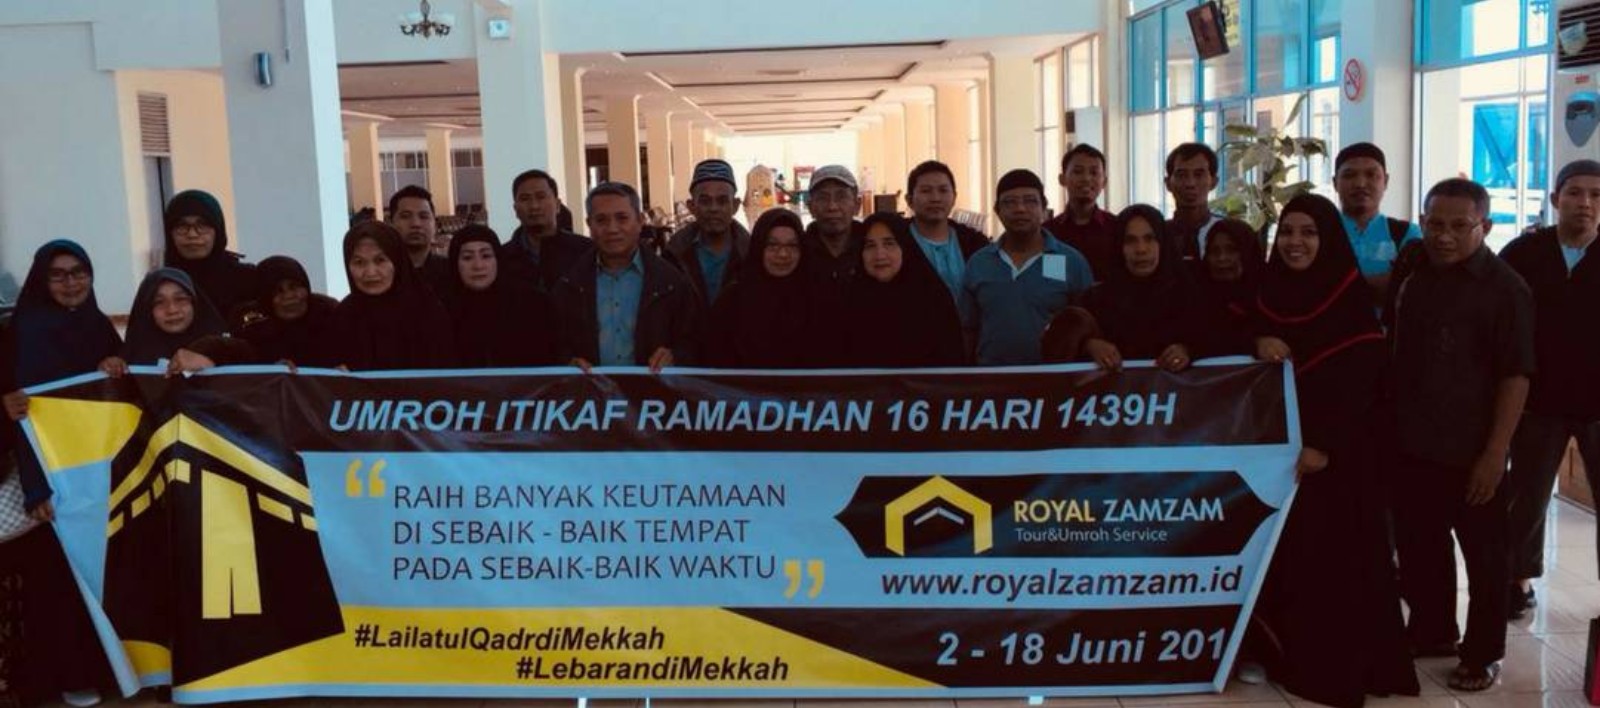 UMROH ITIKAF RAMADHAN 16 HARI 1439H
“ RAIH BANYAK KEUTAMAAN
DI SEBAIK - BAIK TEMPAT
PADA SEBAIK-BAIK WAKTU ”
ROYAL ZAMZAM
Tour&Umroh Service
www.royalzamzam.id
#LailatulQadrdiMekkah
#LebarandiMekkah
2 - 18 Juni 201